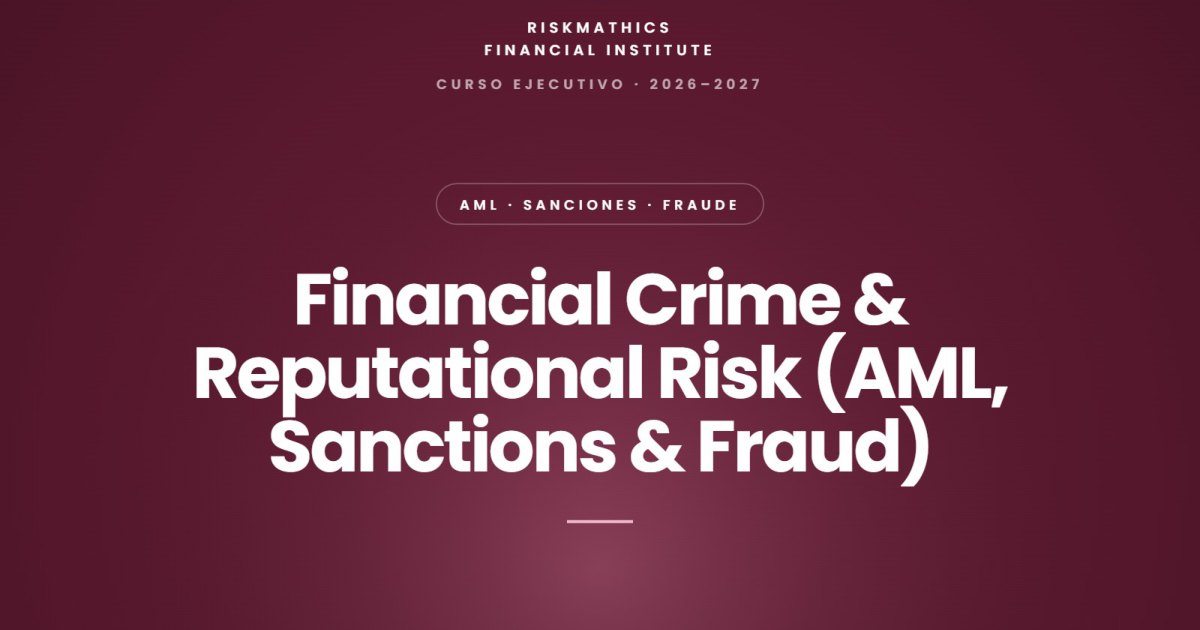 RISKMATHICS
FINANCIAL INSTITUTE
CURSO EJECUTIVO · 2026–2027
AML · SANCIONES · FRAUDE
Financial Crime &
Reputational Risk (AML,
Sanctions & Fraud)